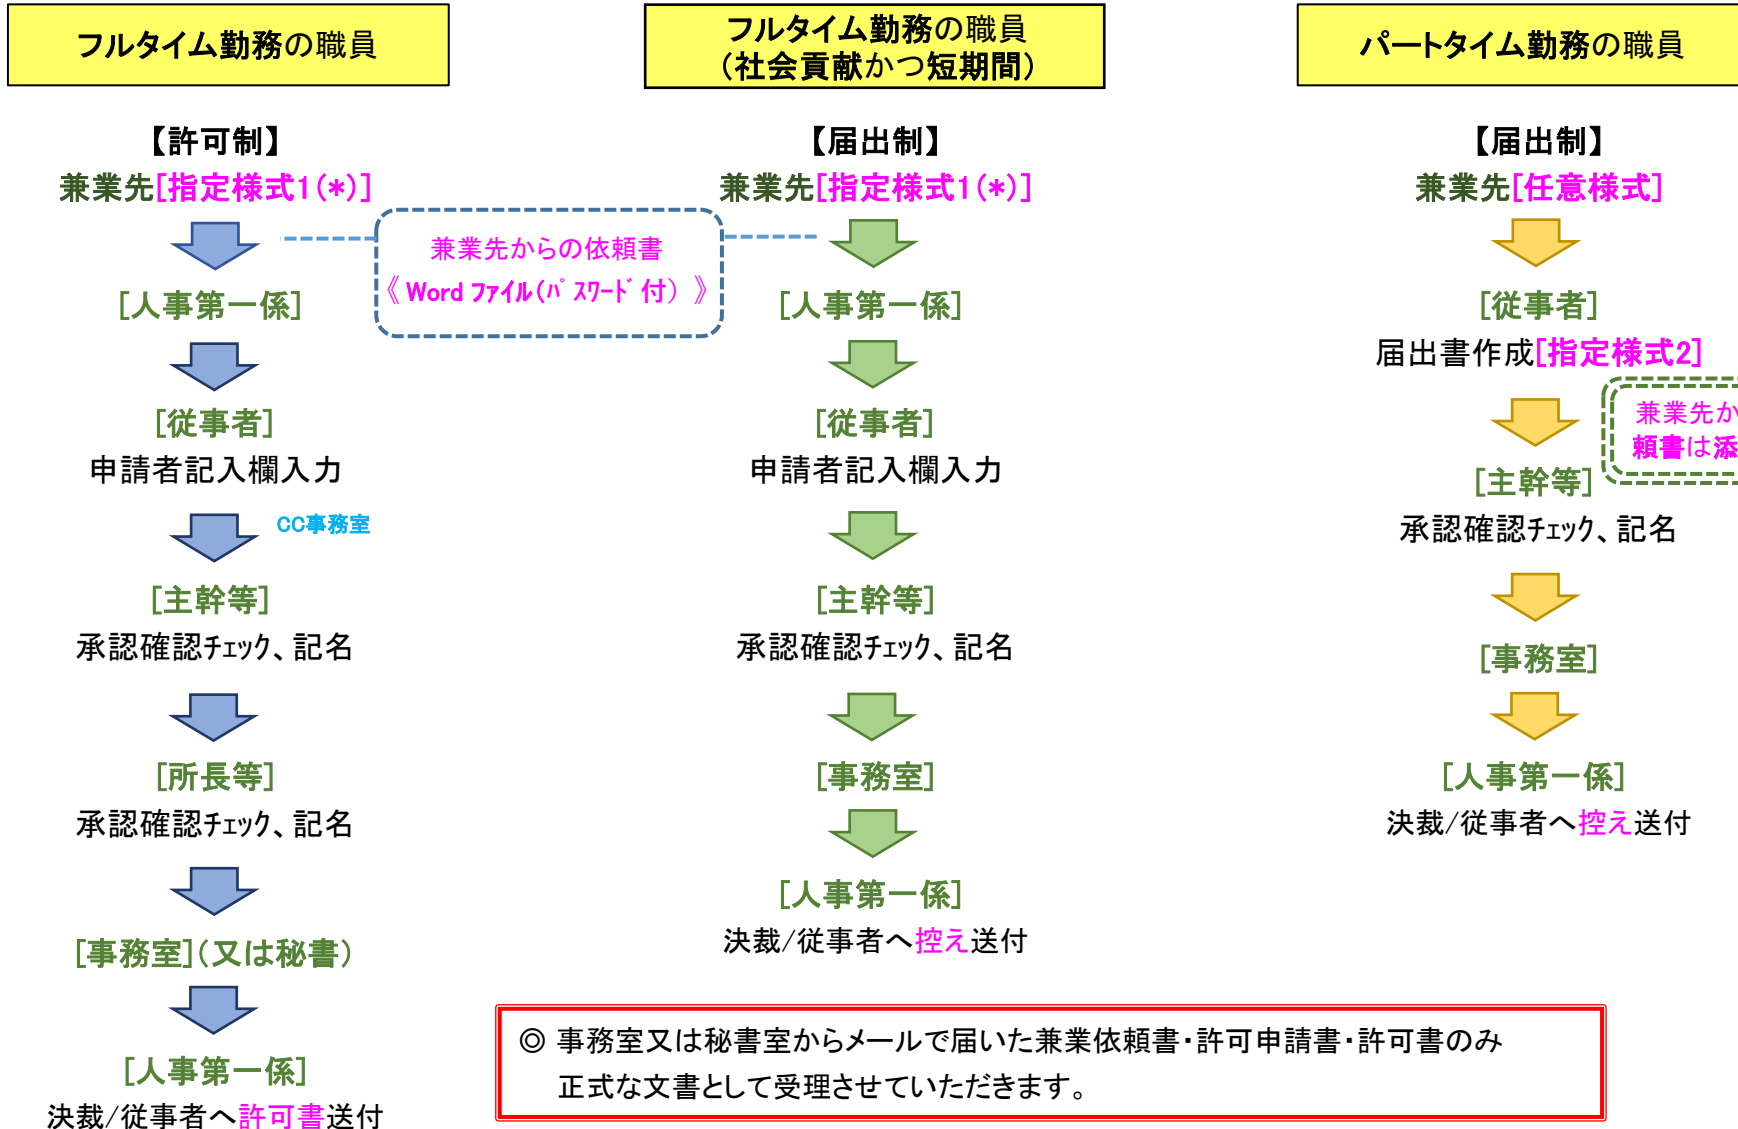 フルタイム勤務の職員
【許可制】
兼業先[指定様式1(*)]
[人事第一係]
[従事者]
申請者記入欄入力
CC事務室
[主幹等]
承認確認ﾁｪｯｸ、記名
[所長等]
承認確認ﾁｪｯｸ、記名
[事務室](又は秘書)
[人事第一係]
決裁/従事者へ許可書送付
兼業先からの依頼書
《Word ﾌｧｲﾙ(ﾊﾟｽﾜｰﾄﾞ付) 》
フルタイム勤務の職員
(社会貢献かつ短期間)
【届出制】
兼業先[指定様式1(*)]
[人事第一係]
[従事者]
申請者記入欄入力
[主幹等]
承認確認ﾁｪｯｸ、記名
[事務室]
[人事第一係]
決裁/従事者へ控え送付
パートタイム勤務の職員
【届出制】
兼業先[任意様式]
[従事者]
届出書作成[指定様式2]
兼業先か
頼書は添
[主幹等]
承認確認ﾁｪｯｸ、記名
[事務室]
[人事第一係]
決裁/従事者へ控え送付
◎ 事務室又は秘書室からメールで届いた兼業依頼書・許可申請書・許可書のみ
正式な文書として受理させていただきます。